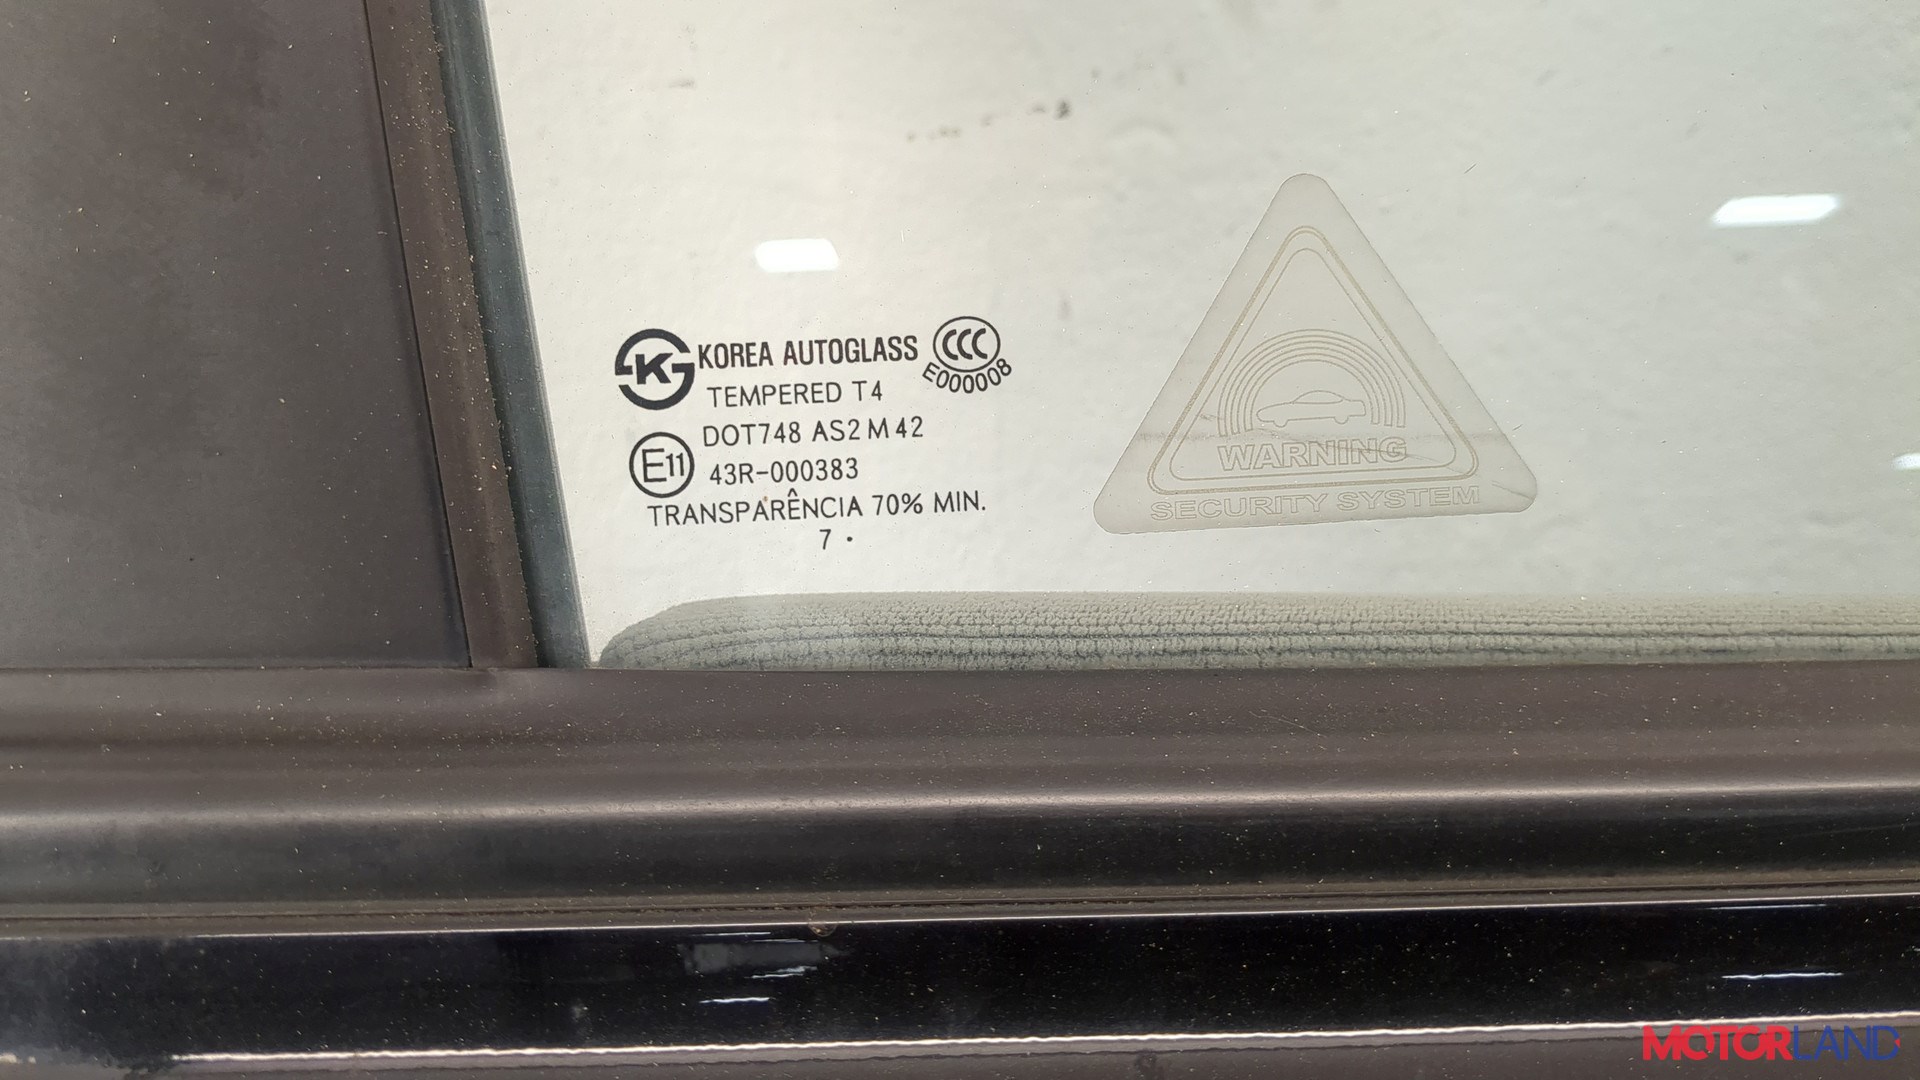 K
KOREA AUTOGLASS
CCC
E000008
TEMPERED T4
DOT748 AS2 M42
E11
43R-000383
TRANSPARÊNCIA 70% MIN.
7 .
WARNING
SECURITY SYSTEM
MOTORLAND